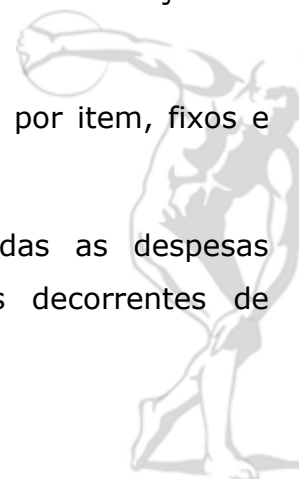 por item, fixos e
das as despesas
s decorrentes de